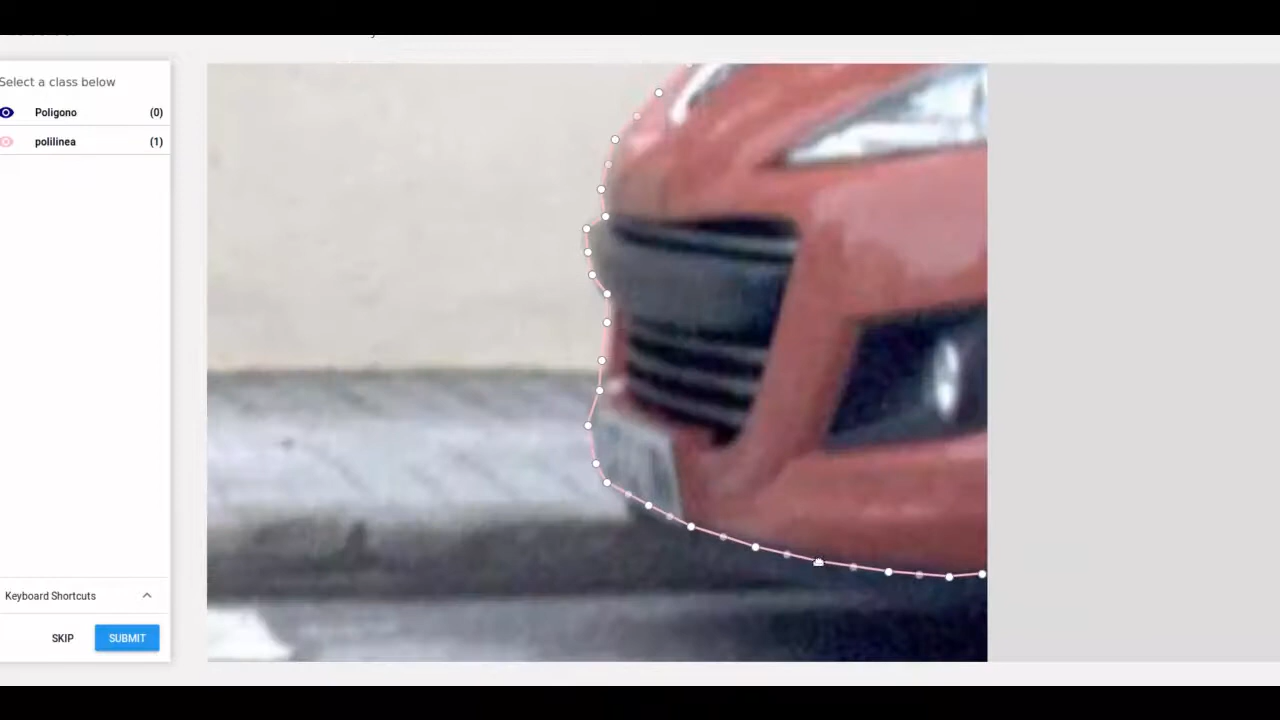 Select a class below
Poligono (0)
polilinea (1)
Keyboard Shortcuts
SKIP SUBMIT